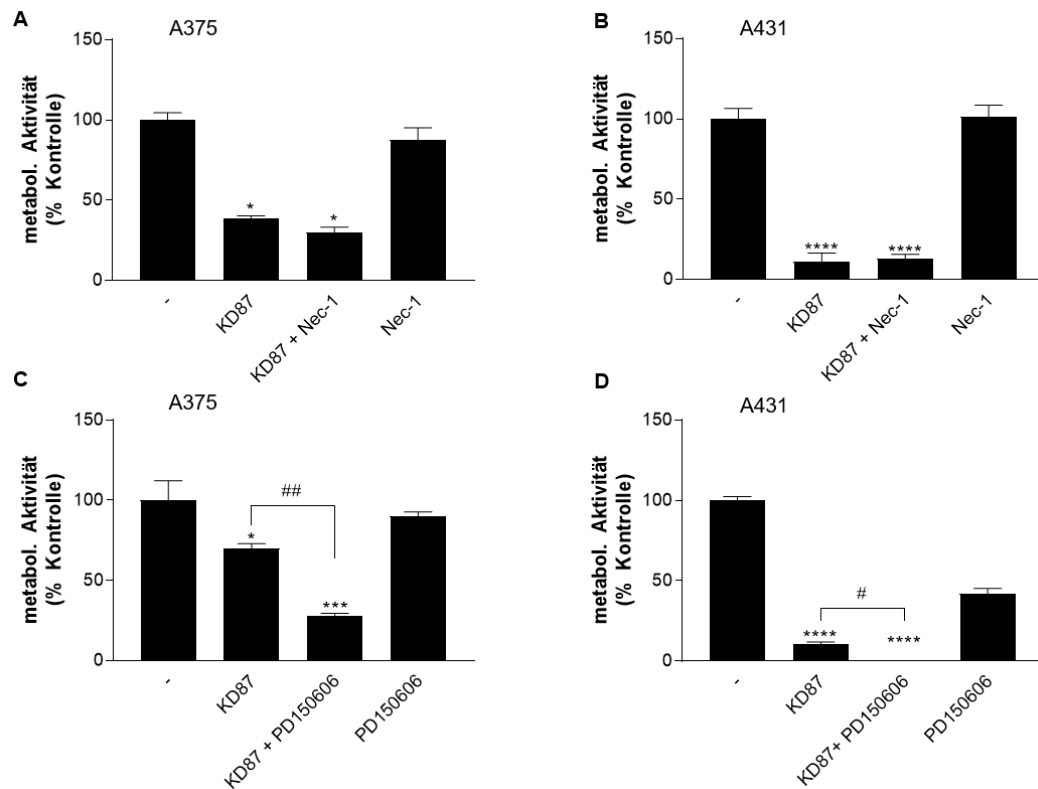 A
A375
metabol. Aktivität
(% Kontrolle)
150
100
50
0
*
*
-
KD87
KD87 + Nec-1
Nec-1
B
A431
metabol. Aktivität
(% Kontrolle)
150
100
50
0
****
****
-
KD87
KD87 + Nec-1
Nec-1
C
A375
metabol. Aktivität
(% Kontrolle)
150
100
50
0
##
*
***
-
KD87
KD87 + PD150606
PD150606
D
A431
metabol. Aktivität
(% Kontrolle)
150
100
50
0
#
****
****
-
KD87
KD87+ PD150606
PD150606